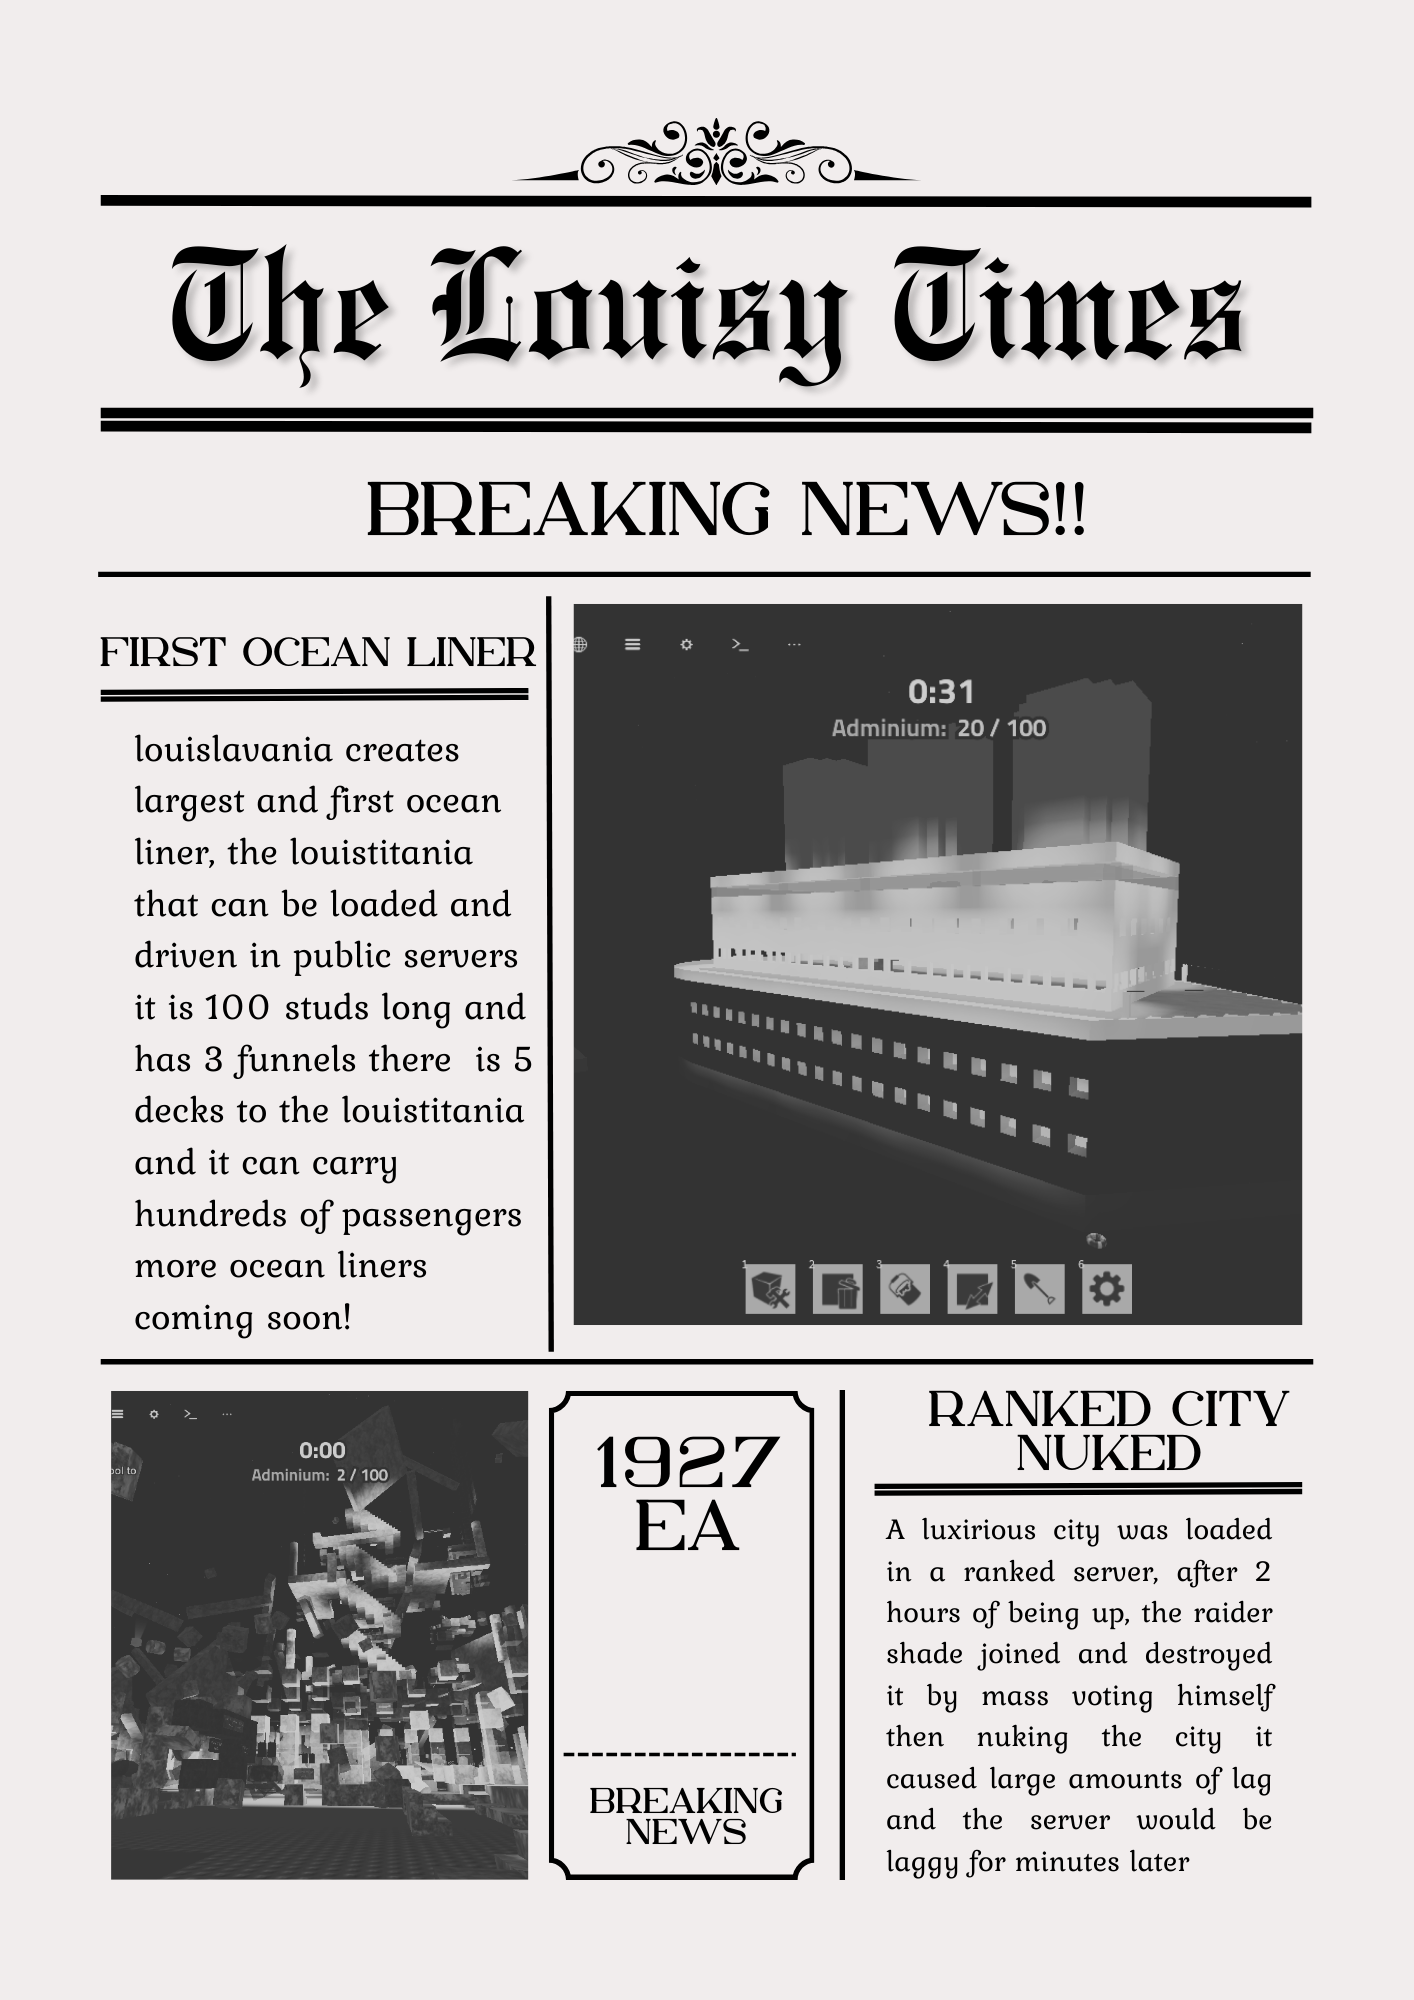 The Louisy Times
BREAKING NEWS!!
FIRST OCEAN LINER
louislavania creates
largest and first ocean
liner, the louistitania
that can be loaded and
driven in public servers
it is 100 studs long and
has 3 funnels there is 5
decks to the louistitania
and it can carry
hundreds of passengers
more ocean liners
coming soon!
0:31
Adminium: 20 / 100
1 2 3 4 5 6
0:00
Adminium: 2 / 100
ool to
1927
EA
BREAKING
NEWS
RANKED CITY
NUKED
A luxirious city was loaded
in a ranked server, after 2
hours of being up, the raider
shade joined and destroyed
it by mass voting himself
then nuking the city it
caused large amounts of lag
and the server would be
laggy for minutes later